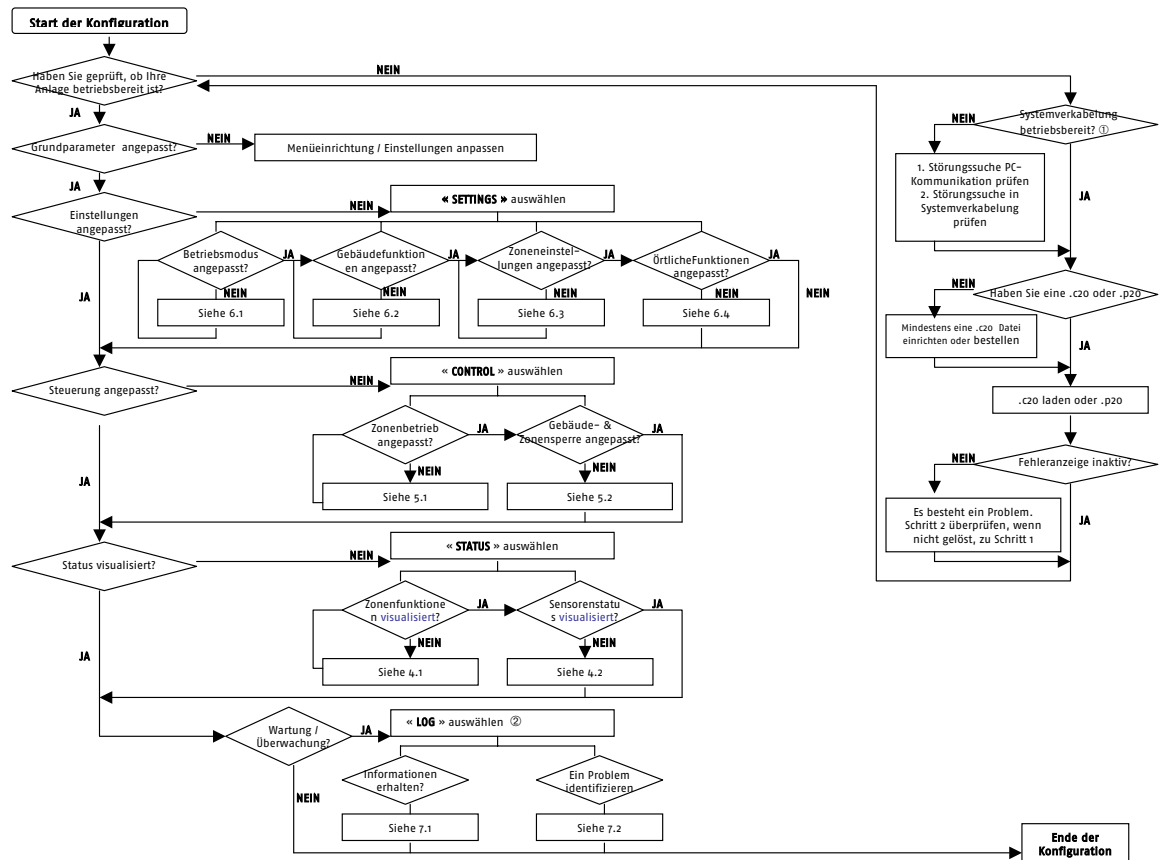 Start der Konfiguration
Haben Sie geprüft, ob Ihre
Anlage betriebsbereit ist?
NEIN
JA
Grundparameter angepasst?
NEIN
Menüeinrichtung / Einstellungen anpassen
JA
Einstellungen
angepasst?
NEIN
« SETTINGS » auswählen
Betriebsmodus
angepasst?
JA
Gebäudefunktion
en angepasst?
JA
Zoneneinstel-
lungen angepasst?
JA
ÖrtlicheFunktionen
angepasst?
JA
NEIN
NEIN
NEIN
NEIN
NEIN
Siehe 6.1
Siehe 6.2
Siehe 6.3
Siehe 6.4
JA
Steuerung angepasst?
NEIN
« CONTROL » auswählen
Zonenbetrieb
angepasst?
JA
Gebäude- &
Zonensperre angepasst?
JA
NEIN
NEIN
Siehe 5.1
Siehe 5.2
JA
Status visualisiert?
NEIN
« STATUS » auswählen
Zonenfunktione
n visualisiert?
JA
Sensorenstatu
s visualisiert?
JA
NEIN
NEIN
Siehe 4.1
Siehe 4.2
JA
Wartung /
Überwachung?
JA
« LOG » auswählen ②
NEIN
Informationen
erhalten?
Ein Problem
identifizieren
Siehe 7.1
Siehe 7.2
Ende der
Konfiguration
Systemverkabelung
betriebsbereit? ①
NEIN
1. Störungssuche PC-
Kommunikation prüfen
2. Störungssuche in
Systemverkabelung
prüfen
JA
Haben Sie eine .c20 oder .p20
NEIN
Mindestens eine .c20 Datei
einrichten oder bestellen
JA
.c20 laden oder .p20
Fehleranzeige inaktiv?
NEIN
Es besteht ein Problem.
Schritt 2 überprüfen, wenn
nicht gelöst, zu Schritt 1
JA